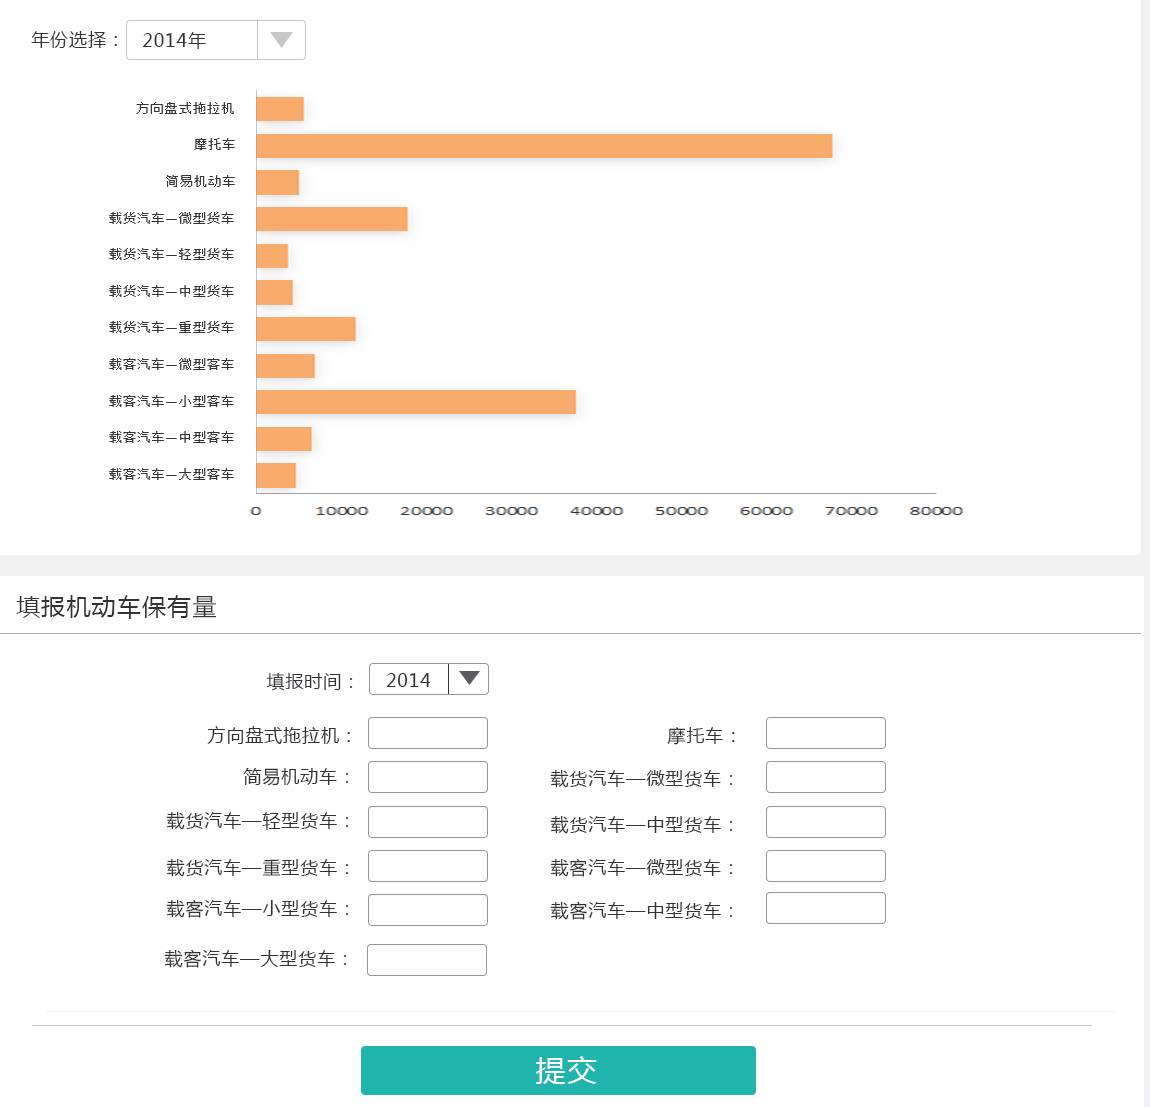 年份选择： 2014年
方向盘式拖拉机
摩托车
简易机动车
载货汽车—微型货车
载货汽车—轻型货车
载货汽车—中型货车
载货汽车—重型货车
载客汽车—微型客车
载客汽车—小型客车
载客汽车—中型客车
载客汽车—大型客车
0 10000 20000 30000 40000 50000 60000 70000 80000
填报机动车保有量
填报时间： 2014
方向盘式拖拉机： 摩托车：
简易机动车： 载货汽车—微型货车：
载货汽车—轻型货车： 载货汽车—中型货车：
载货汽车—重型货车： 载客汽车—微型货车：
载客汽车—小型货车： 载客汽车—中型货车：
载客汽车—大型货车：
提交